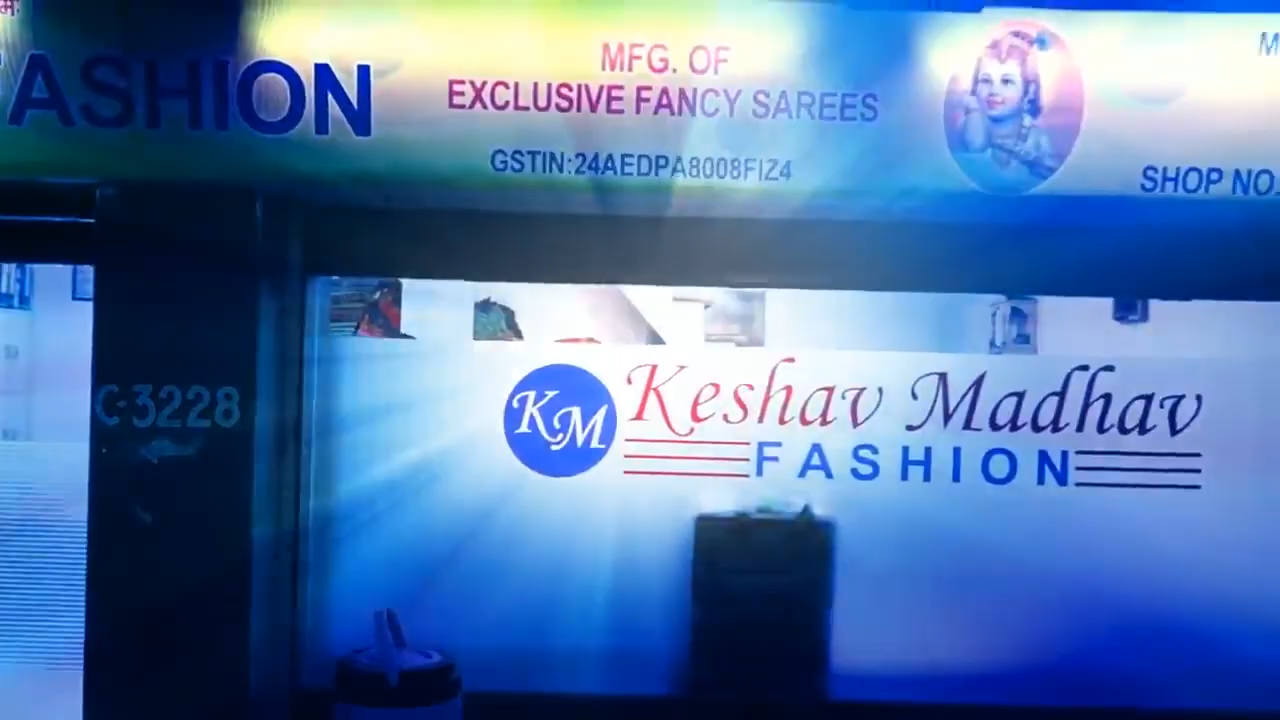 FASHION
MFG. OF
EXCLUSIVE FANCY SAREES
GSTIN:24AEDPA8008FIZ4
SHOP NO.
C-3228
KM
Keshav Madhav
FASHION